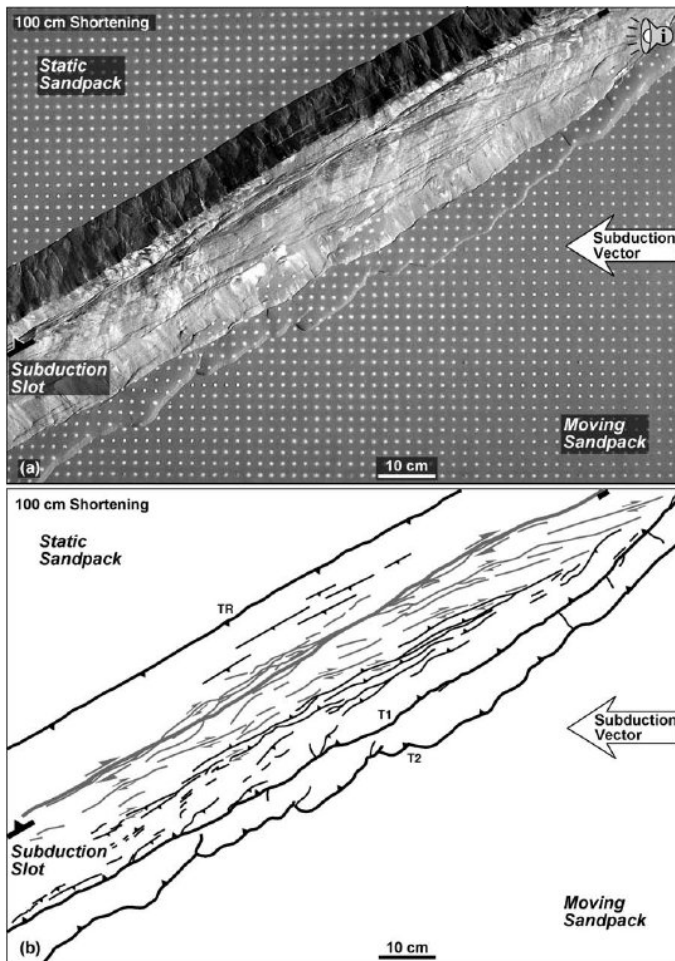 100 cm Shortening
Static
Sandpack
i
Subduction
Vector
Subduction
Slot
Moving
Sandpack
(a)
10 cm
100 cm Shortening
Static
Sandpack
TR
T1
Subduction
Vector
T2
Subduction
Slot
Moving
Sandpack
(b)
10 cm